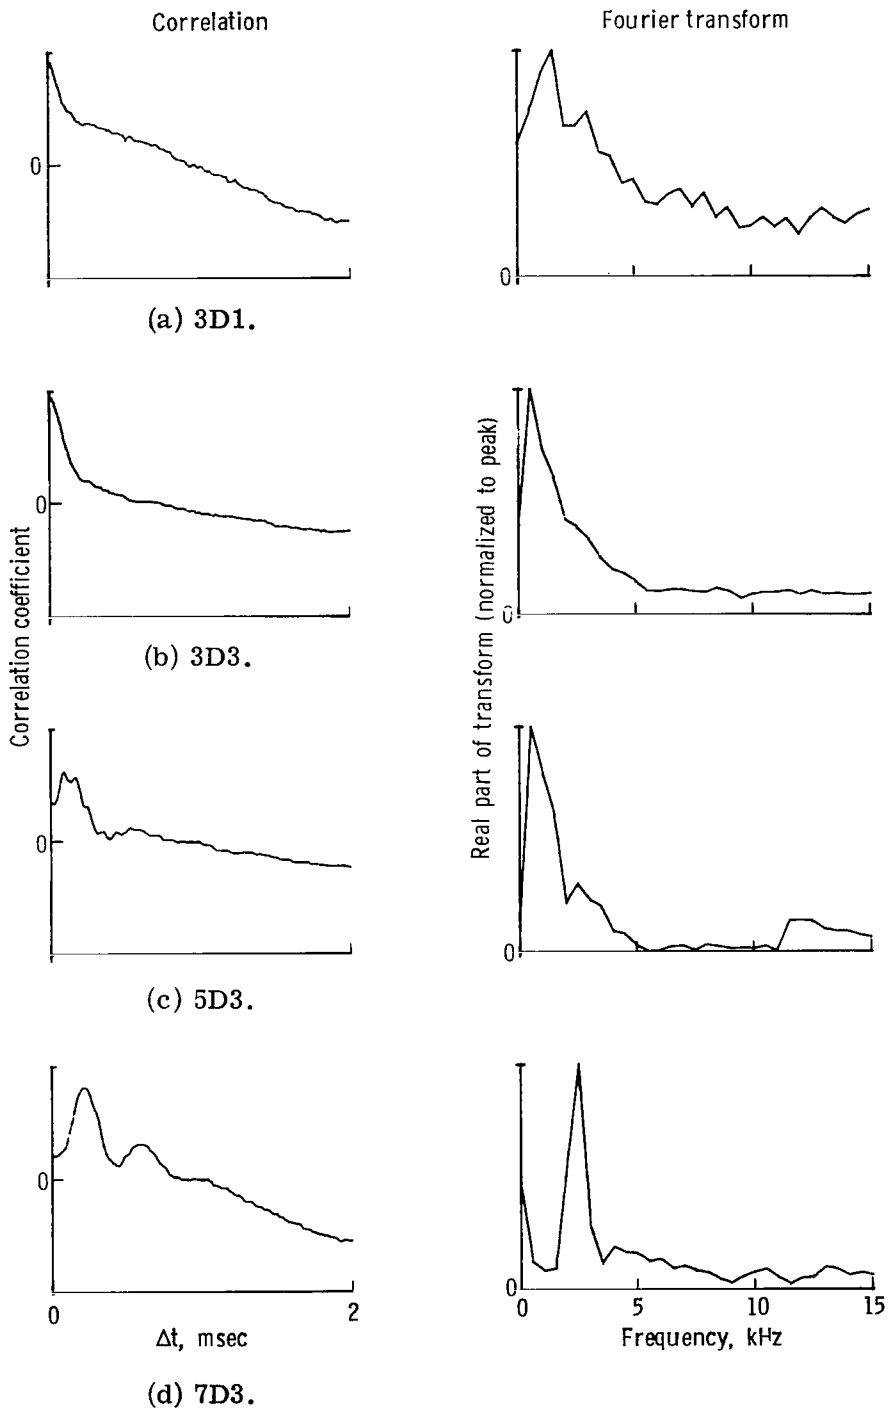 Correlation
Fourier transform
0
0
(a) 3D1.
0
0
(b) 3D3.
Correlation coefficient
Real part of transform (normalized to peak)
0
0
(c) 5D3.
0
0
0
2
Δt, msec
0
5
10
15
Frequency, kHz
(d) 7D3.